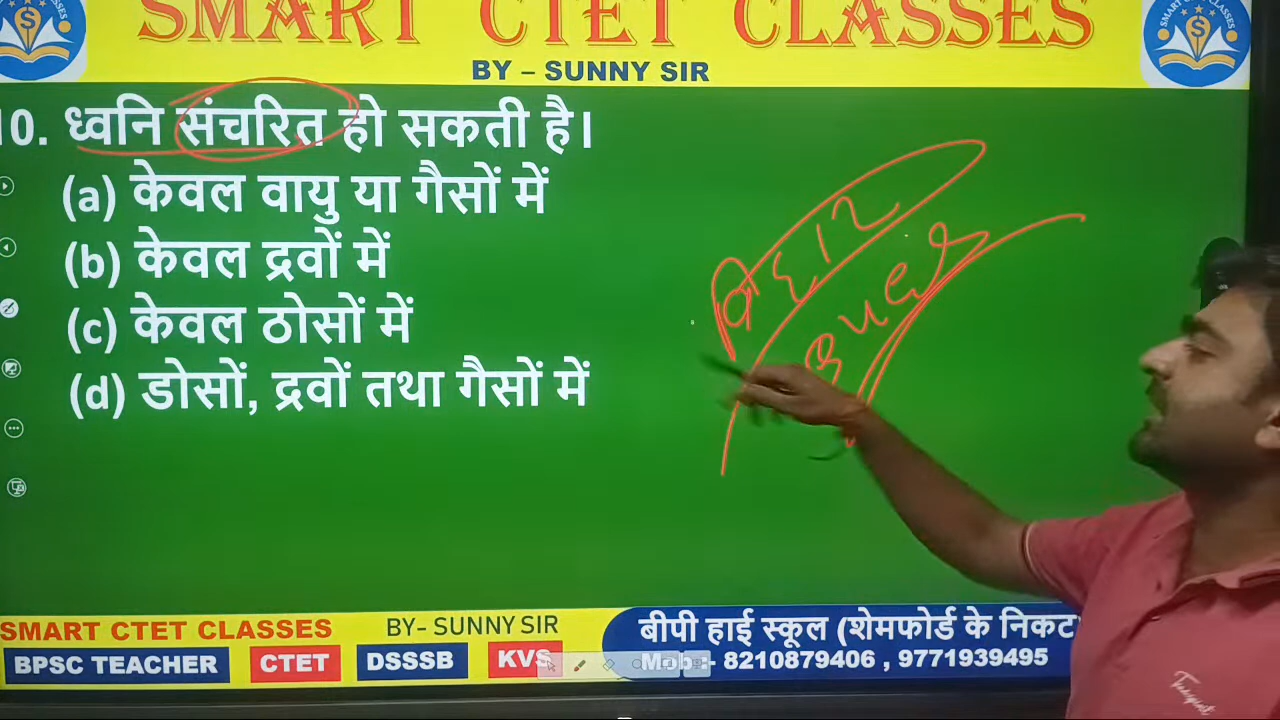 SMART CTET CLASSES
BY – SUNNY SIR
10. ध्वनि संचरित हो सकती है।
(a) केवल वायु या गैसों में
(b) केवल द्रवों में
(c) केवल ठोसों में
(d) डोसों, द्रवों तथा गैसों में
SMART CTET CLASSES
BY- SUNNY SIR
BPSC TEACHER
CTET
DSSSB
KVS
बीपी हाई स्कूल (शेमफोर्ड के निकट)
Mob :- 8210879406 , 9771939495